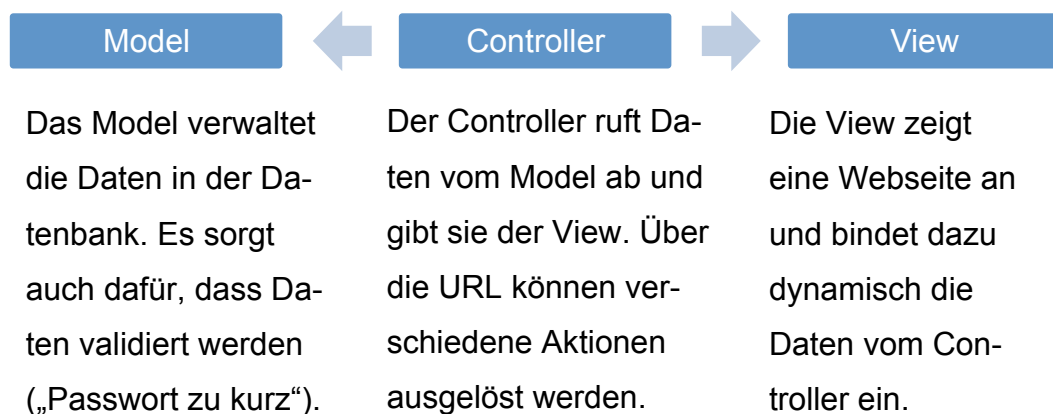 Model
Controller
View
Das Model verwaltet
die Daten in der Da-
tenbank. Es sorgt
auch dafür, dass Da-
ten validiert werden
(„Passwort zu kurz“).
Der Controller ruft Da-
ten vom Model ab und
gibt sie der View. Über
die URL können ver-
schiedene Aktionen
ausgelöst werden.
Die View zeigt
eine Webseite an
und bindet dazu
dynamisch die
Daten vom Con-
troller ein.